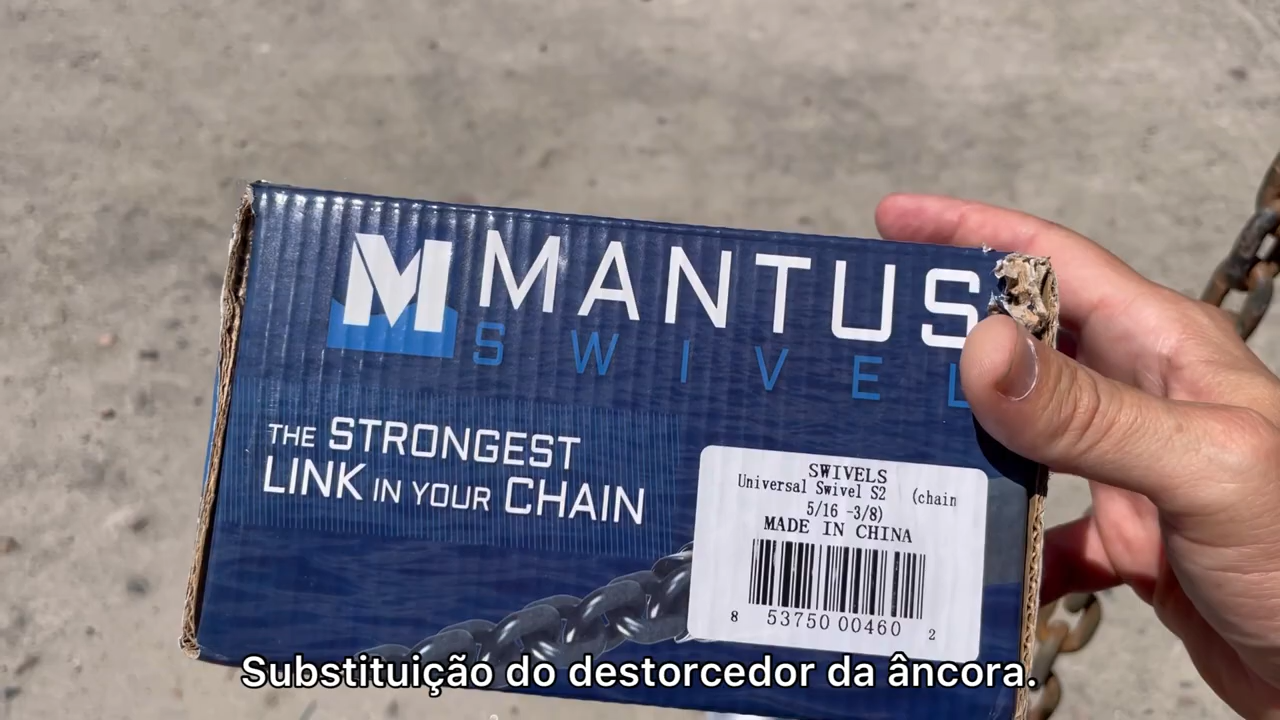 M MANTUS
SWIVEL
THE STRONGEST
LINK IN YOUR CHAIN
SWIVELS
Universal Swivel S2 (chain
5/16 -3/8)
MADE IN CHINA
8 53750 00460 2
Substituição do destorcedor da âncora.